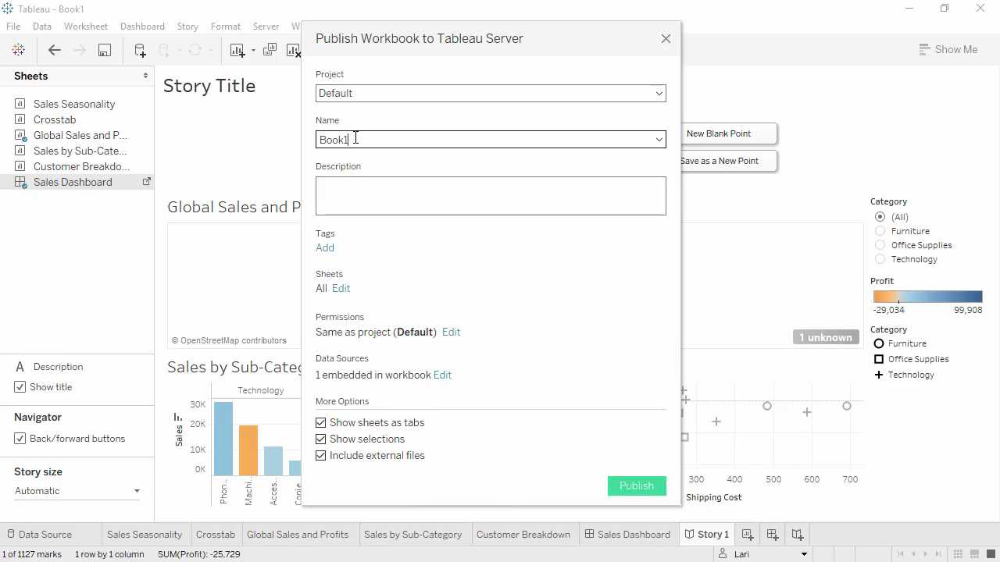 Tableau - Book1
File Data Worksheet Dashboard Story Format Server W
Show Me
Publish Workbook to Tableau Server
Sheets
Sales Seasonality
Crosstab
Global Sales and P...
Sales by Sub-Cate...
Customer Breakdo...
Sales Dashboard
Description
Show title
Navigator
Back/forward buttons
Story size
Automatic
Story Title
Global Sales and P
© OpenStreetMap contributors
Sales by Sub-Categ
Technology
Sales
30K
20K
10K
0K
Phon..
Machi..
Acces..
Project
Default
Name
Book1
Description
Tags
Add
Sheets
All Edit
Permissions
Same as project (Default) Edit
Data Sources
1 embedded in workbook Edit
More Options
Show sheets as tabs
Show selections
Include external files
Publish
New Blank Point
Save as a New Point
1 unknown
300 400 500 600 700
Shipping Cost
Category
(All)
Furniture
Office Supplies
Technology
Profit
-29,034 99,908
Category
Furniture
Office Supplies
Technology
Data Source Sales Seasonality Crosstab Global Sales and Profits Sales by Sub-Category Customer Breakdown Sales Dashboard Story 1
1 of 1127 marks 1 row by 1 column SUM(Profit): -25,729 Lari